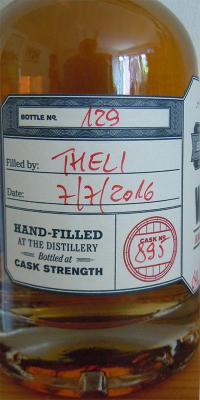 BOTTLE Nº. 129
Filled by: THELI
Date: 7/7/2016
HAND-FILLED
AT THE DISTILLERY
Bottled at
CASK STRENGTH
CASK Nº.
895